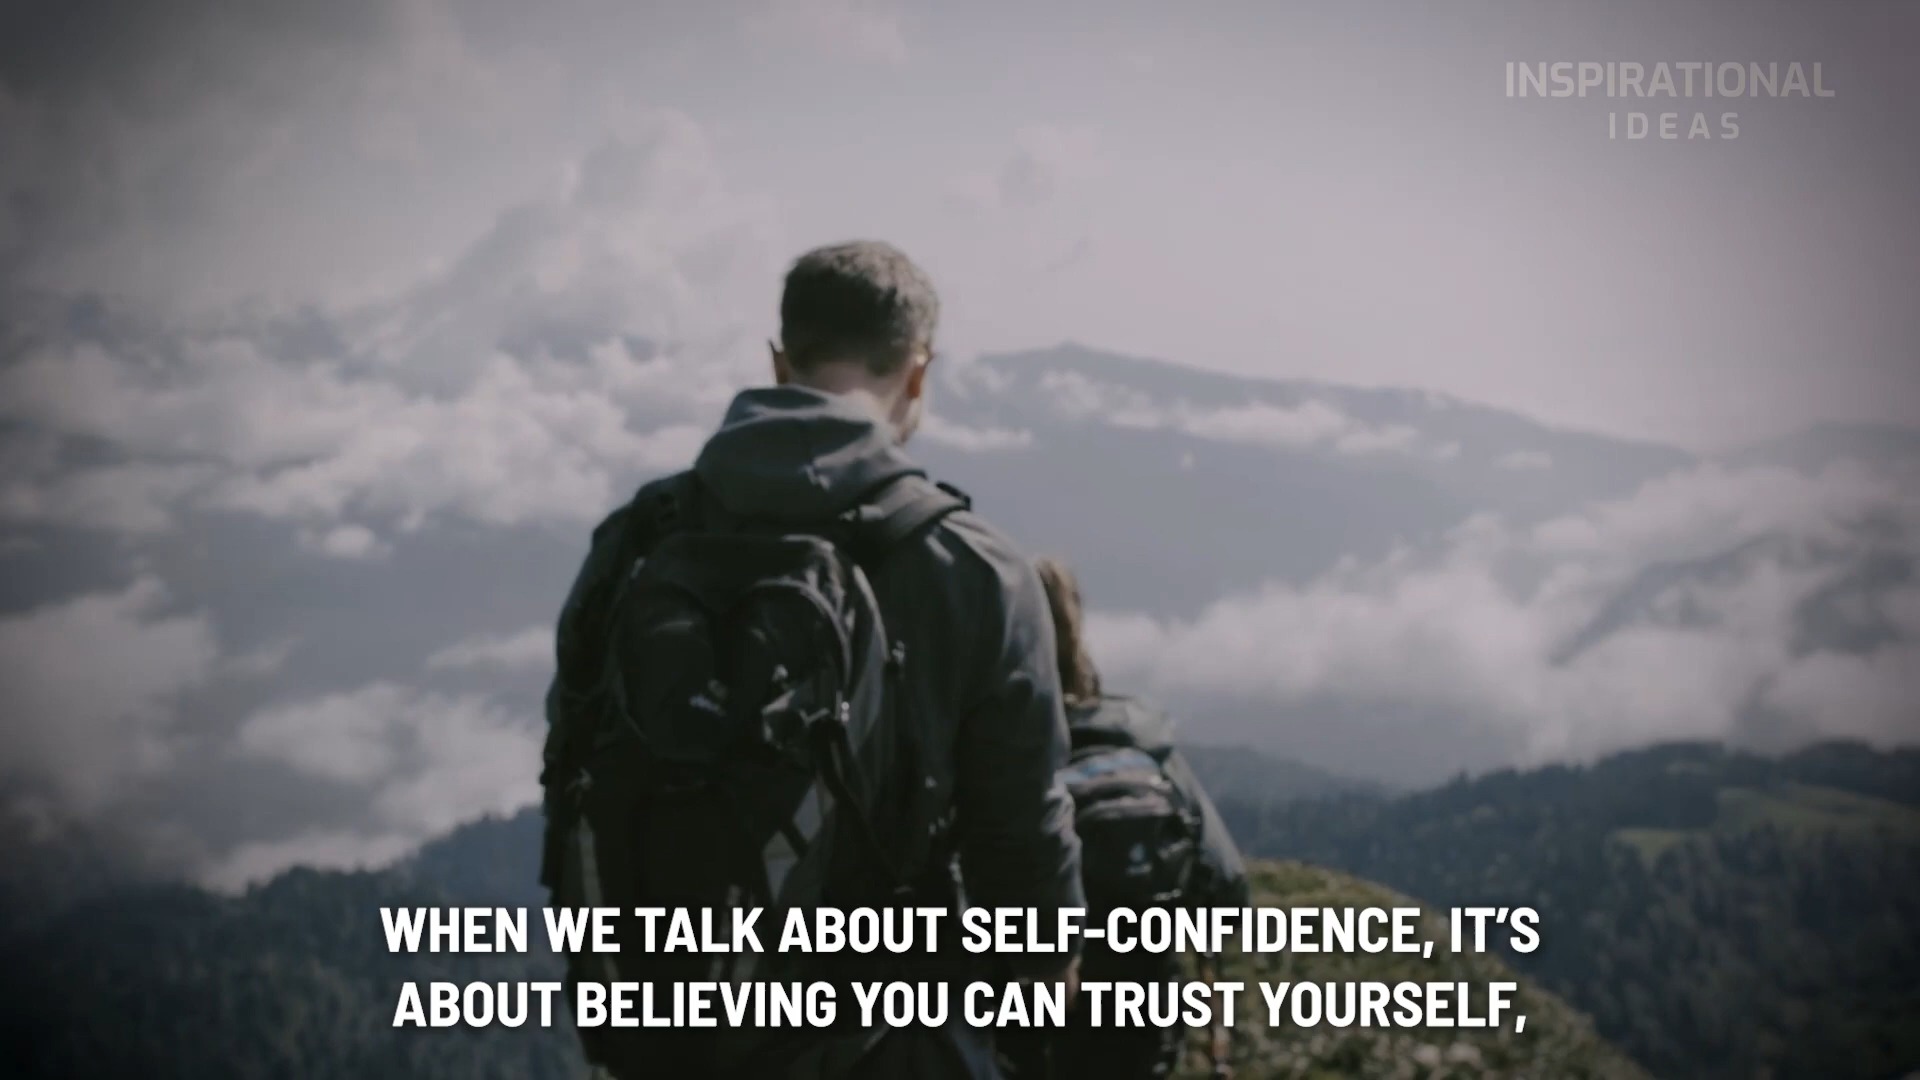 INSPIRATIONAL
IDEAS
WHEN WE TALK ABOUT SELF-CONFIDENCE, IT’S
ABOUT BELIEVING YOU CAN TRUST YOURSELF,